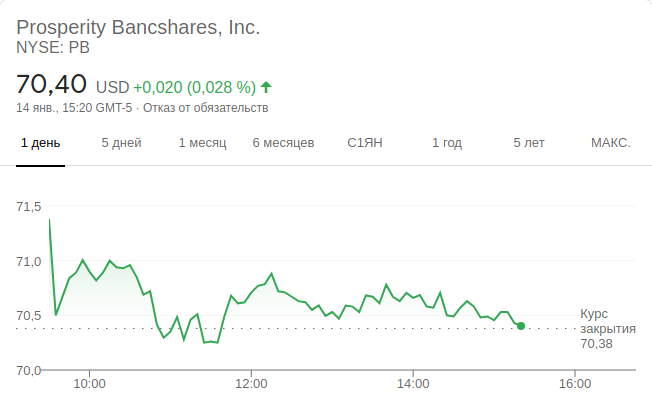 Prosperity Bancshares, Inc.
NYSE: PB
70,40 USD +0,020 (0,028 %)
14 янв., 15:20 GMT-5 · Отказ от обязательств
1 день 5 дней 1 месяц 6 месяцев С1ЯН 1 год 5 лет МАКС.
71,5
71,0
70,5
Курс
закрытия
70,38
70,0
10:00 12:00 14:00 16:00